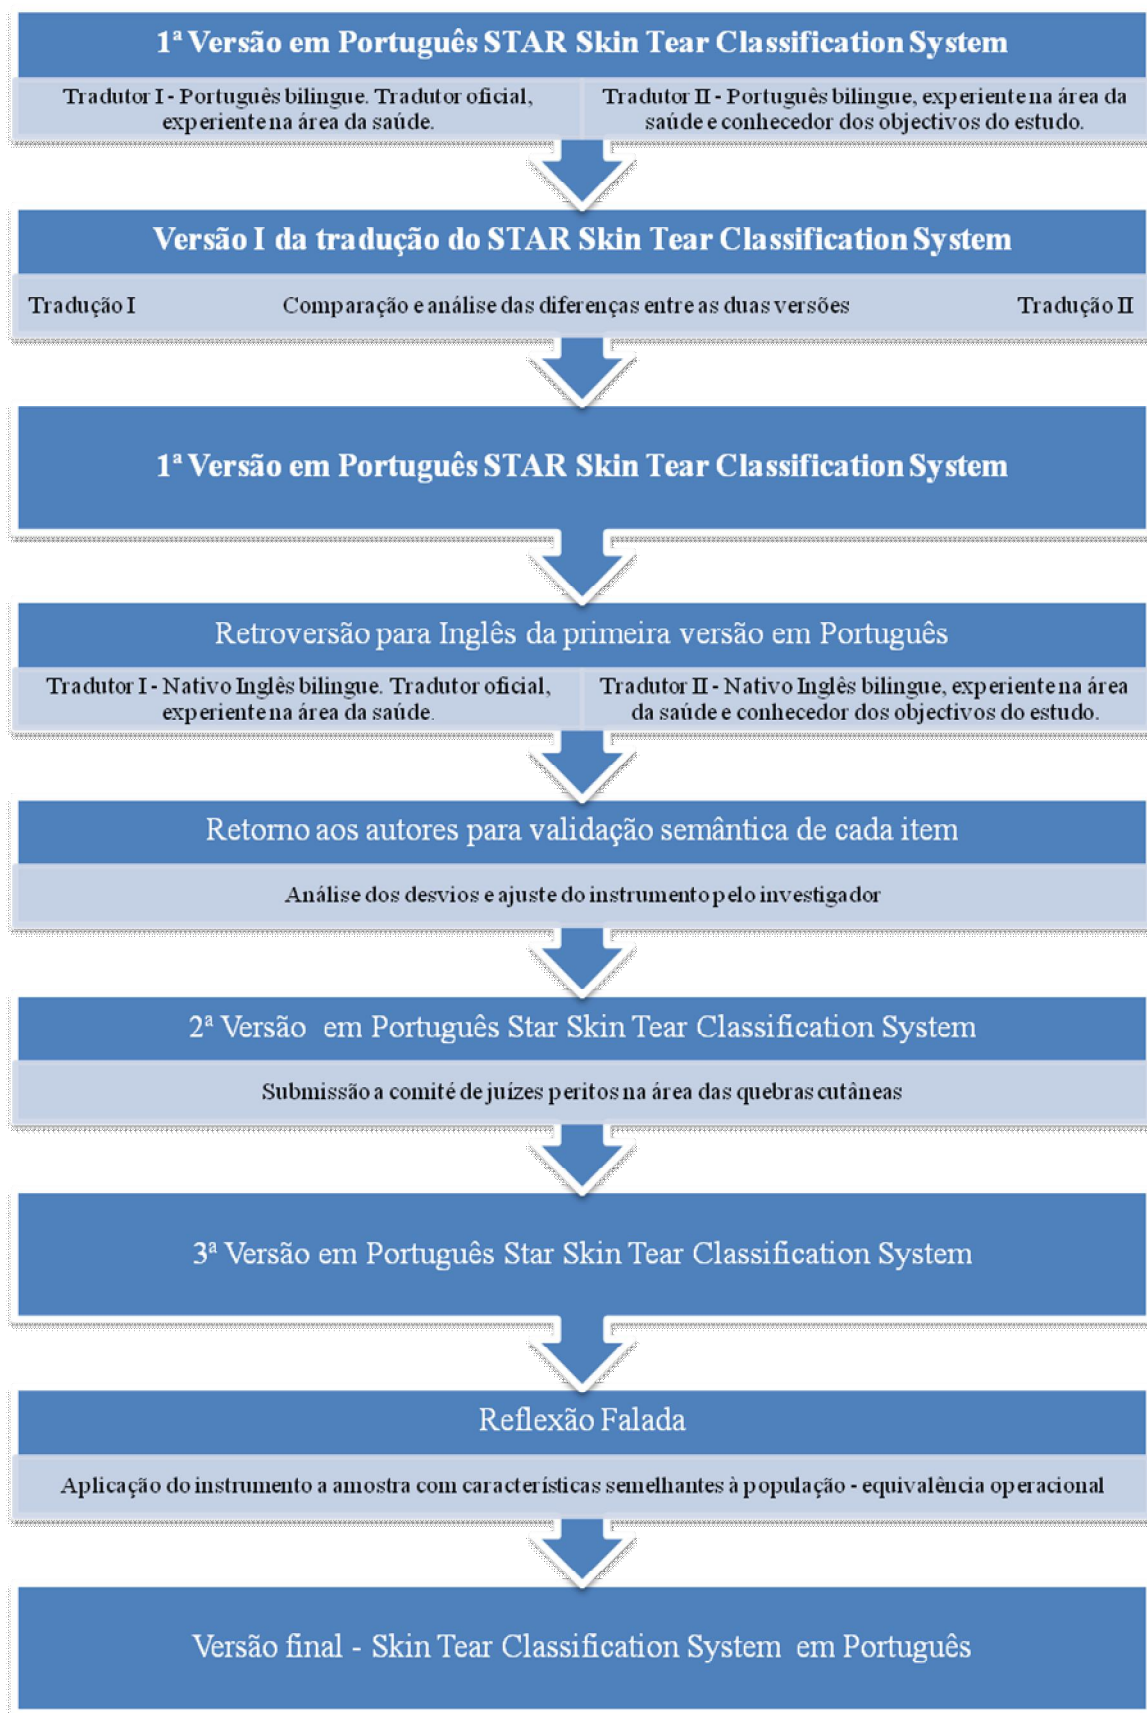 1ª Versão em Português STAR Skin Tear Classification System
Tradutor I - Português bilingue. Tradutor oficial,
experiente na área da saúde.
Tradutor II - Português bilingue, experiente na área da
saúde e conhecedor dos objectivos do estudo.
Versão I da tradução do STAR Skin Tear Classification System
Tradução I
Comparação e análise das diferenças entre as duas versões
Tradução II
1ª Versão em Português STAR Skin Tear Classification System
Retroversão para Inglês da primeira versão em Português
Tradutor I - Nativo Inglês bilingue. Tradutor oficial,
experiente na área da saúde.
Tradutor II - Nativo Inglês bilingue, experiente na área
da saúde e conhecedor dos objectivos do estudo.
Retorno aos autores para validação semântica de cada item
Análise dos desvios e ajuste do instrumento pelo investigador
2ª Versão em Português Star Skin Tear Classification System
Submissão a comité de juízes peritos na área das quebras cutâneas
3ª Versão em Português Star Skin Tear Classification System
Reflexão Falada
Aplicação do instrumento a amostra com características semelhantes à população - equivalência operacional
Versão final - Skin Tear Classification System em Português